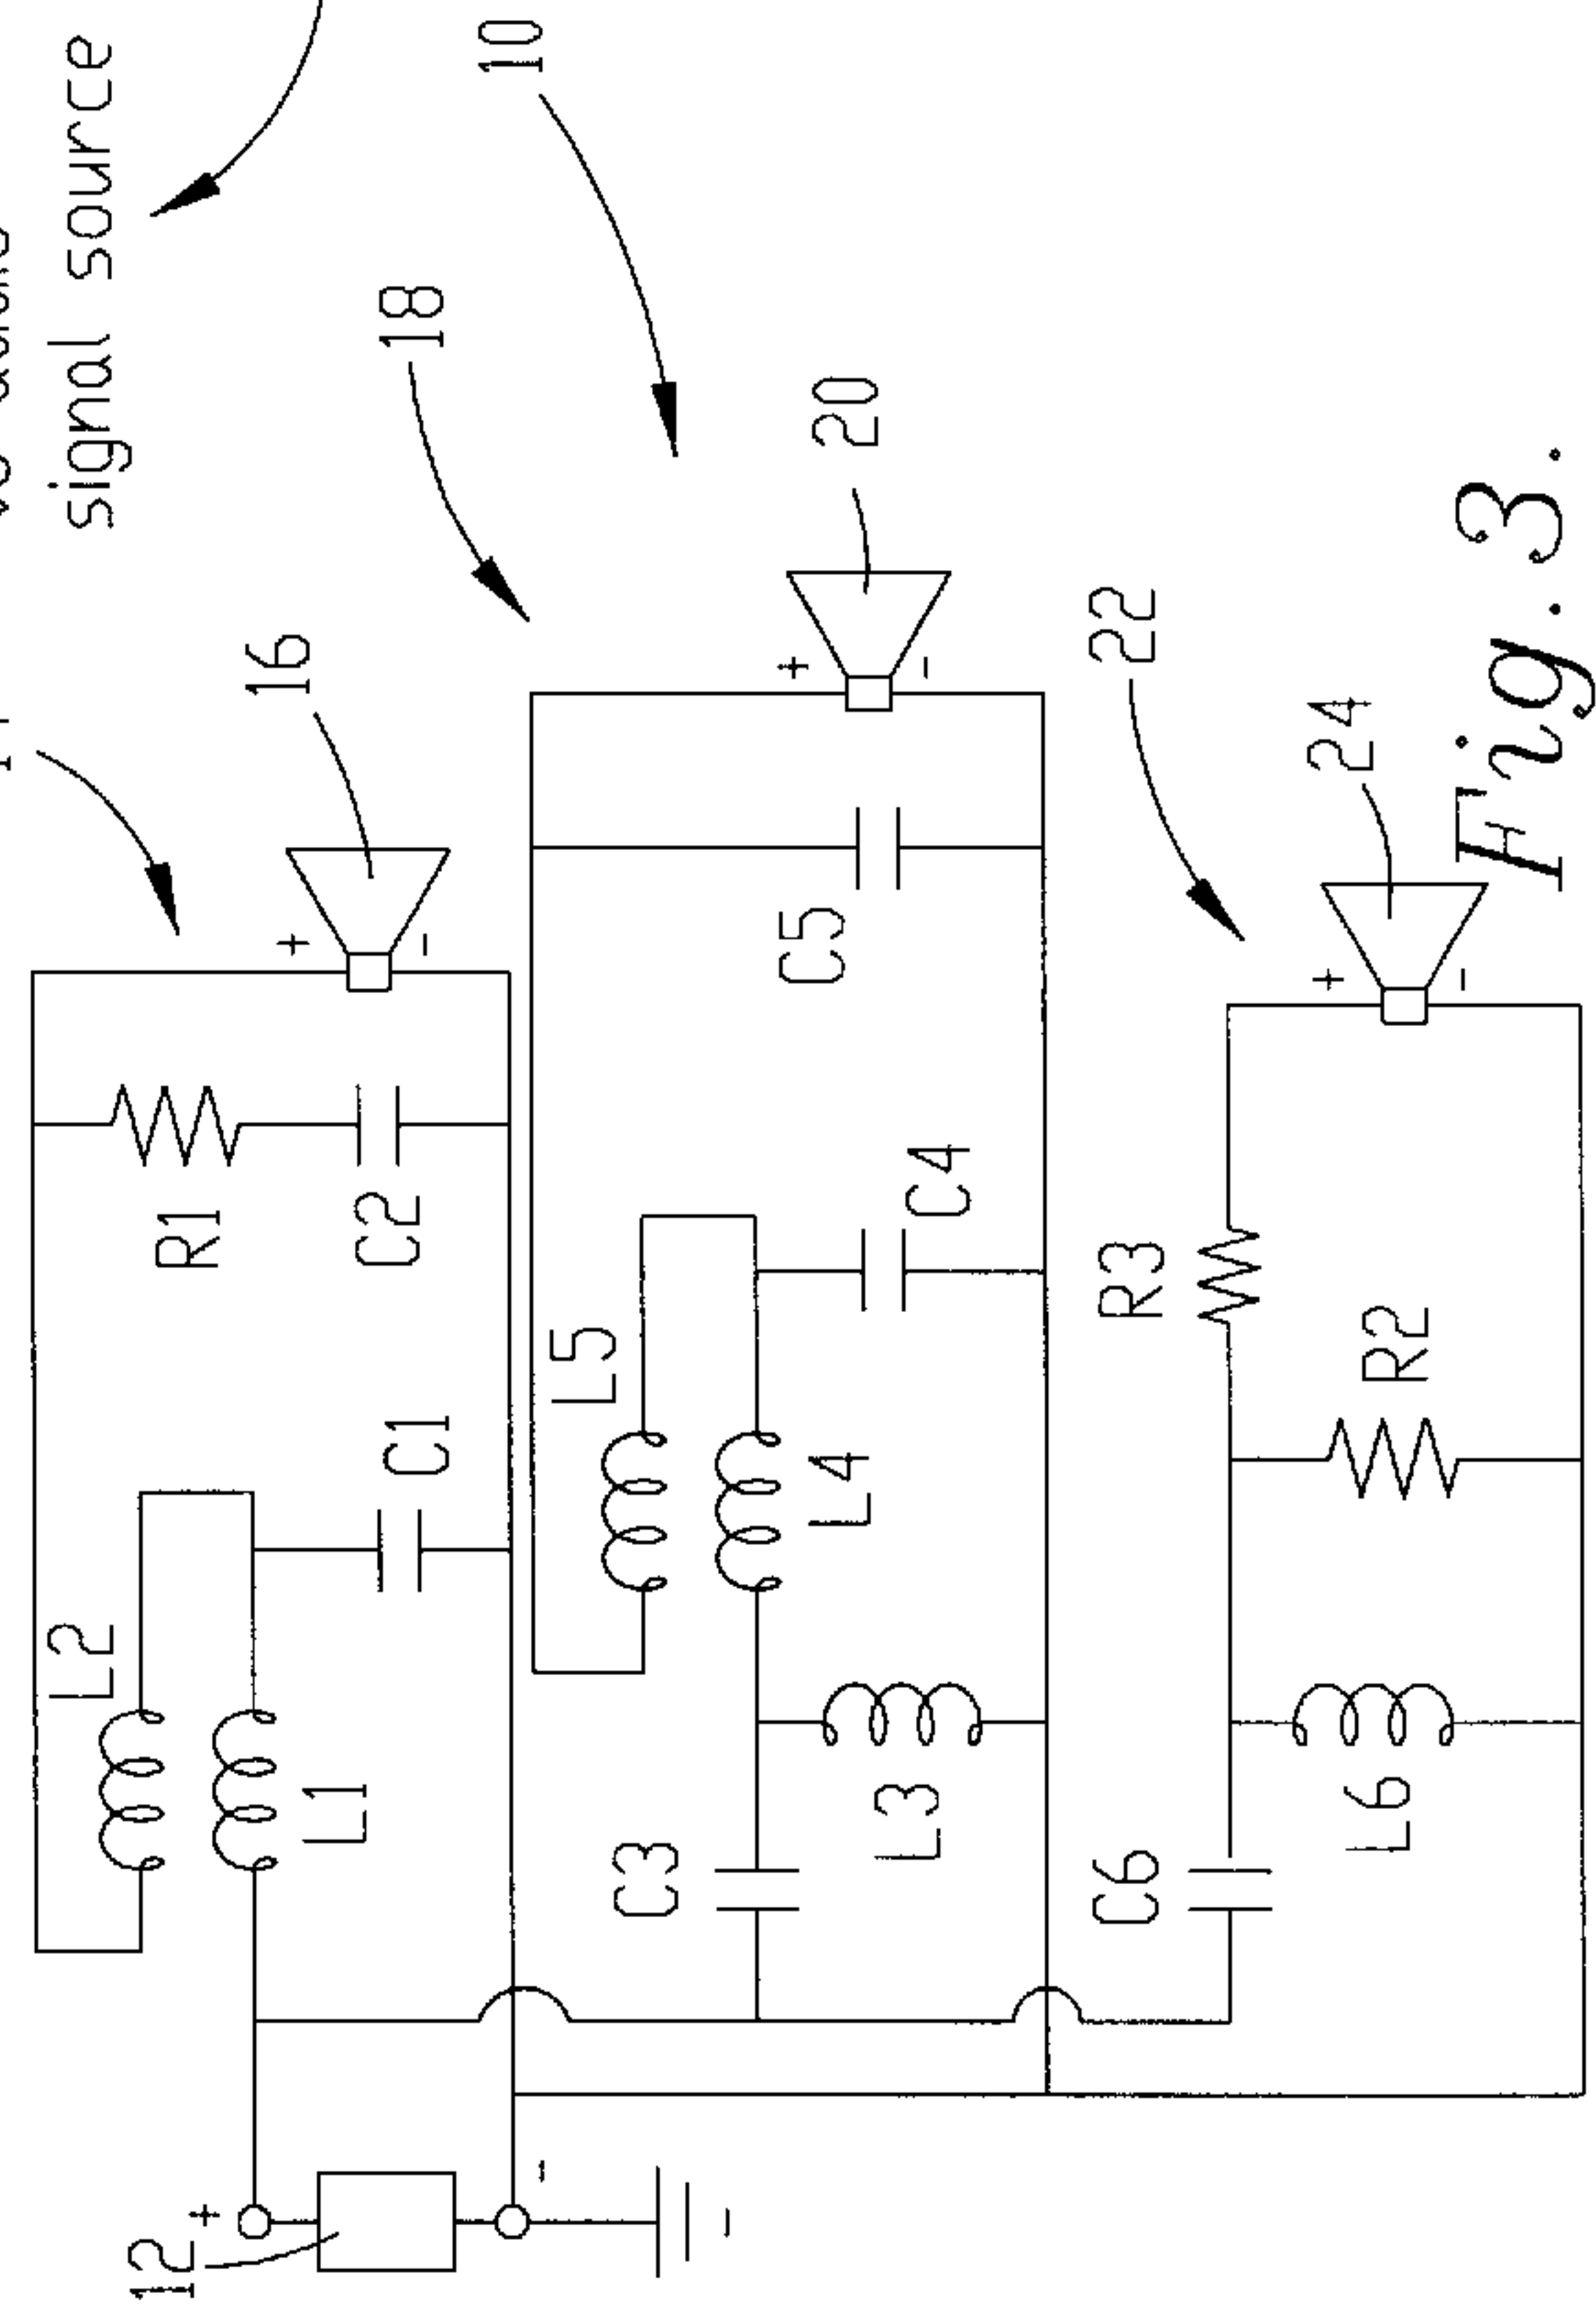 signal source
10
18
16
20
22
24
R1
C2
L2
L1
C1
L5
L4
C4
C5
C3
L3
R3
R2
C6
L6
12
+
-
+
-
+
-
+
-
Fig. 3.